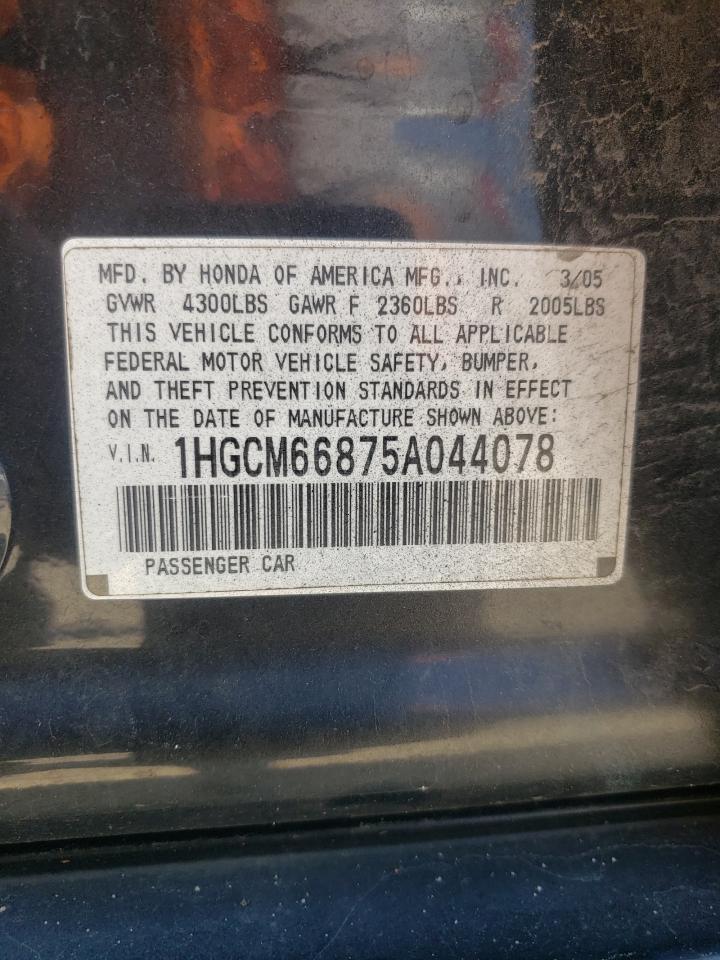 MFD. BY HONDA OF AMERICA MFG., INC. 3/05
GVWR 4300LBS GAWR F 2360LBS R 2005LBS
THIS VEHICLE CONFORMS TO ALL APPLICABLE
FEDERAL MOTOR VEHICLE SAFETY, BUMPER,
AND THEFT PREVENTION STANDARDS IN EFFECT
ON THE DATE OF MANUFACTURE SHOWN ABOVE:
V.I.N. 1HGCM66875A044078
PASSENGER CAR